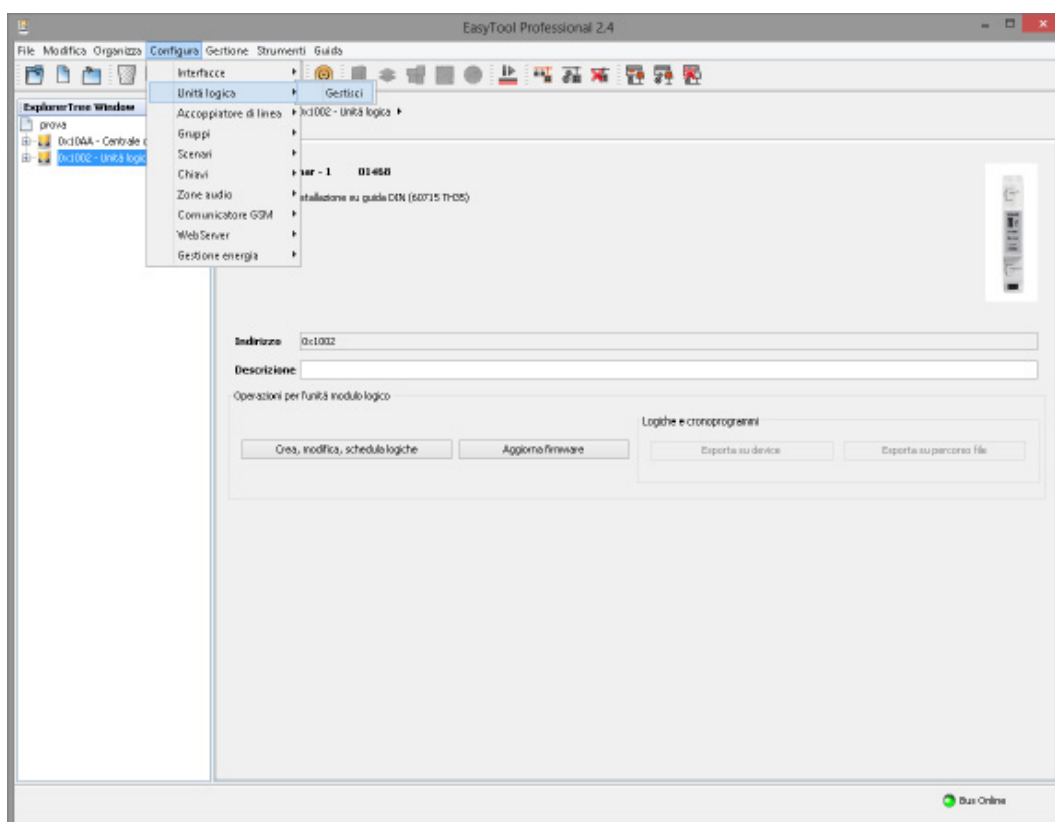 EasyTool Professional 2.4
File Modifica Organizza Configura Gestione Strumenti Guida
Interfacce
Unità logica
Gestisci
Accoppiatore di linea
Gruppi
Scenari
Chiavi
Zone audio
Comunicatore GSM
WebServer
Gestione energia
ExplorerTree Window
prova
0x10AA - Centrale
0x1002 - Unità logic
0x1002 - Unità logica
- 1 01468
stallazione su guida DIN (60715 TH35)
Indirizzo 0x1002
Descrizione
Operazioni per l'unità modulo logico
Logiche e cronoprogrammi
Crea, modifica, schedula logiche Aggiorna firmware Esporta su device Esporta su percorso file
Bus Online